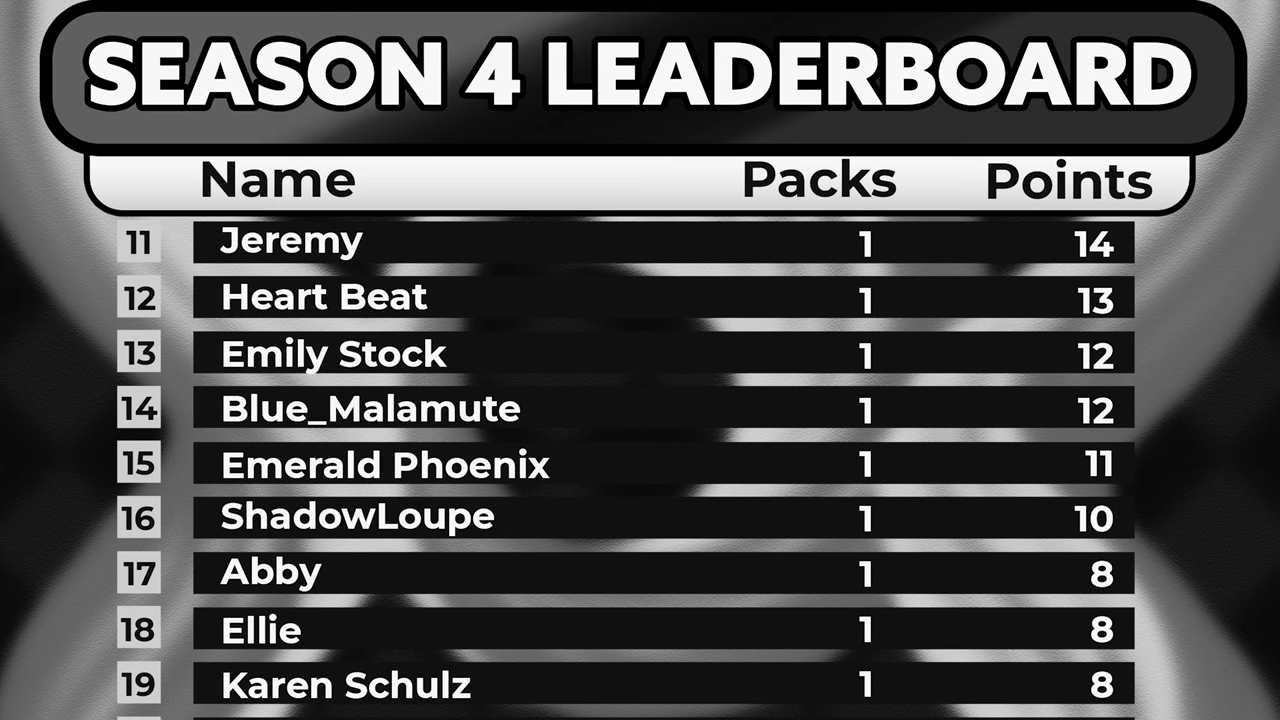 SEASON 4 LEADERBOARD
Name Packs Points
11 Jeremy 1 14
12 Heart Beat 1 13
13 Emily Stock 1 12
14 Blue_Malamute 1 12
15 Emerald Phoenix 1 11
16 ShadowLoupe 1 10
17 Abby 1 8
18 Ellie 1 8
19 Karen Schulz 1 8